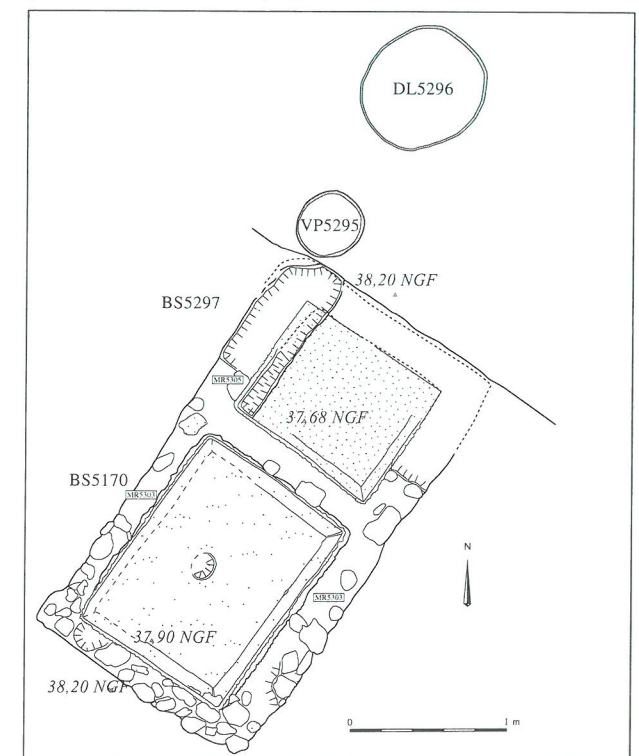 DL5296
VP5295
38,20 NGF
BS5297
MR5305
37,68 NGF
BS5170
MR5303
N
MR5303
37,90 NGF
38,20 NGF
0 1 m